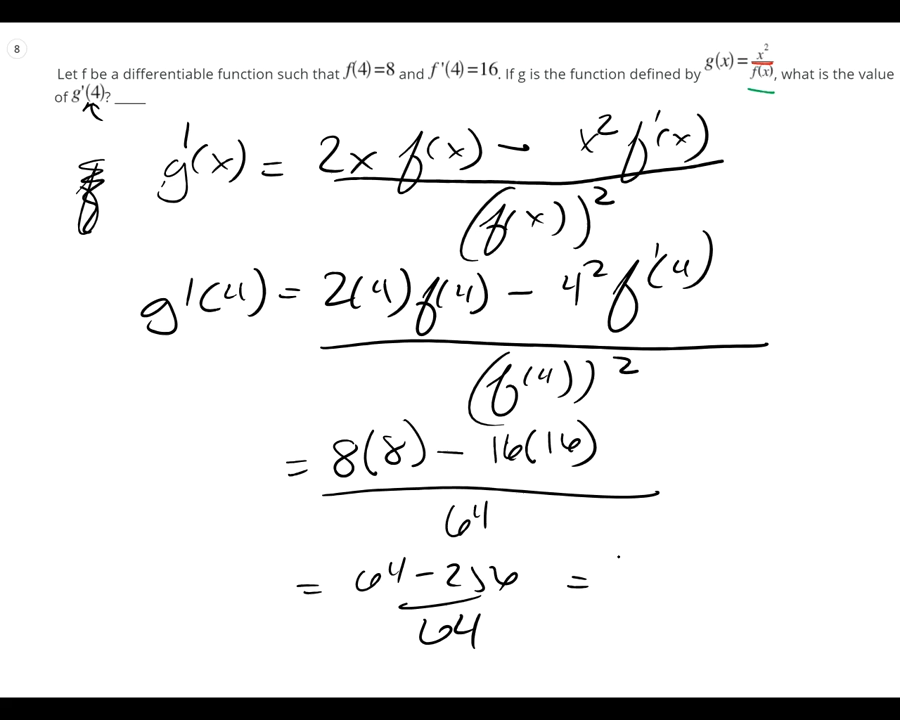 8
Let f be a differentiable function such that f(4)=8 and f'(4)=16. If g is the function defined by g(x)=x²/f(x), what is the value
of g'(4)? ____
g'(x) = (2x f(x) - x² f'(x)) / (f(x))²
g'(4) = (2(4)f(4) - 4² f'(4)) / (f(4))²
= (8(8) - 16(16)) / 64
= (64 - 256) / 64 =